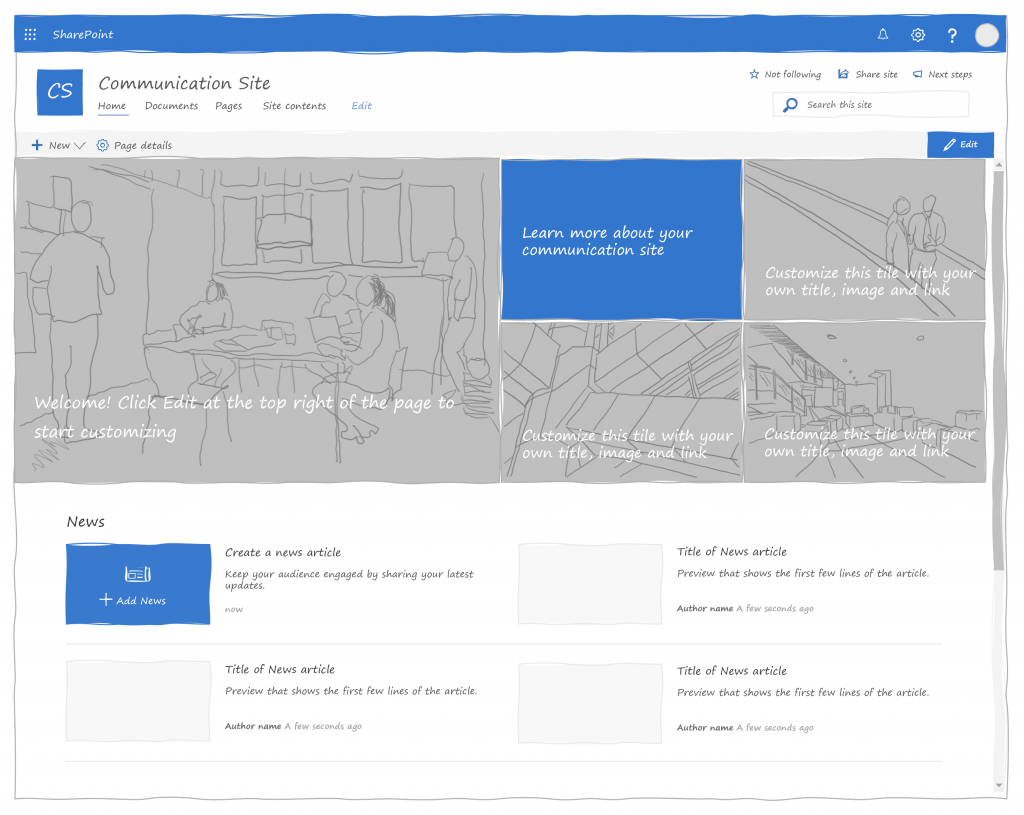 SharePoint
?
CS
Communication Site
Not following
Share site
Next steps
Home
Documents
Pages
Site contents
Edit
Search this site
New
Page details
Edit
Welcome! Click Edit at the top right of the page to
start customizing
Learn more about your
communication site
Customize this tile with your
own title, image and link
Customize this tile with your
own title, image and link
Customize this tile with your
own title, image and link
News
Add News
Create a news article
Keep your audience engaged by sharing your latest
updates.
now
Title of News article
Preview that shows the first few lines of the article.
Author name A few seconds ago
Title of News article
Preview that shows the first few lines of the article.
Author name A few seconds ago
Title of News article
Preview that shows the first few lines of the article.
Author name A few seconds ago